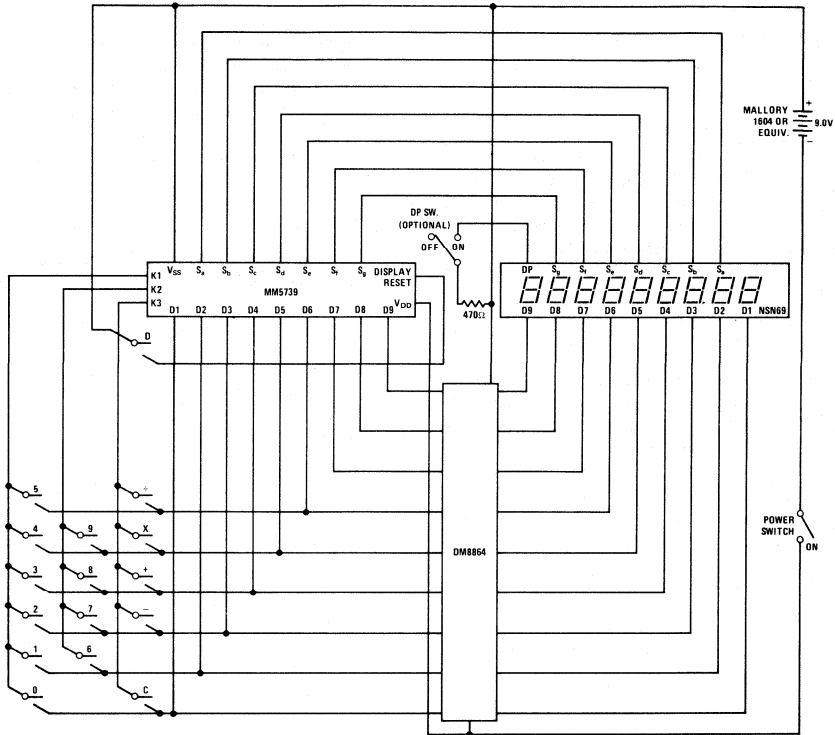 MALLORY
1604 OR
EQUIV.
+
9.0V
−
DP SW.
(OPTIONAL)
OFF ON
470Ω
K1 VSS Sa Sb Sc Sd Se Sf Sg DISPLAY RESET
K2
K3
MM5739
D1 D2 D3 D4 D5 D6 D7 D8 D9 VDD
DP Sg Sf Se Sd Sc Sb Sa
888888888.88
D9 D8 D7 D6 D5 D4 D3 D2 D1 NSN69
D
5 ÷
4 9 X
3 8 +
2 7 −
1 6
0 C
DM8864
POWER
SWITCH
ON